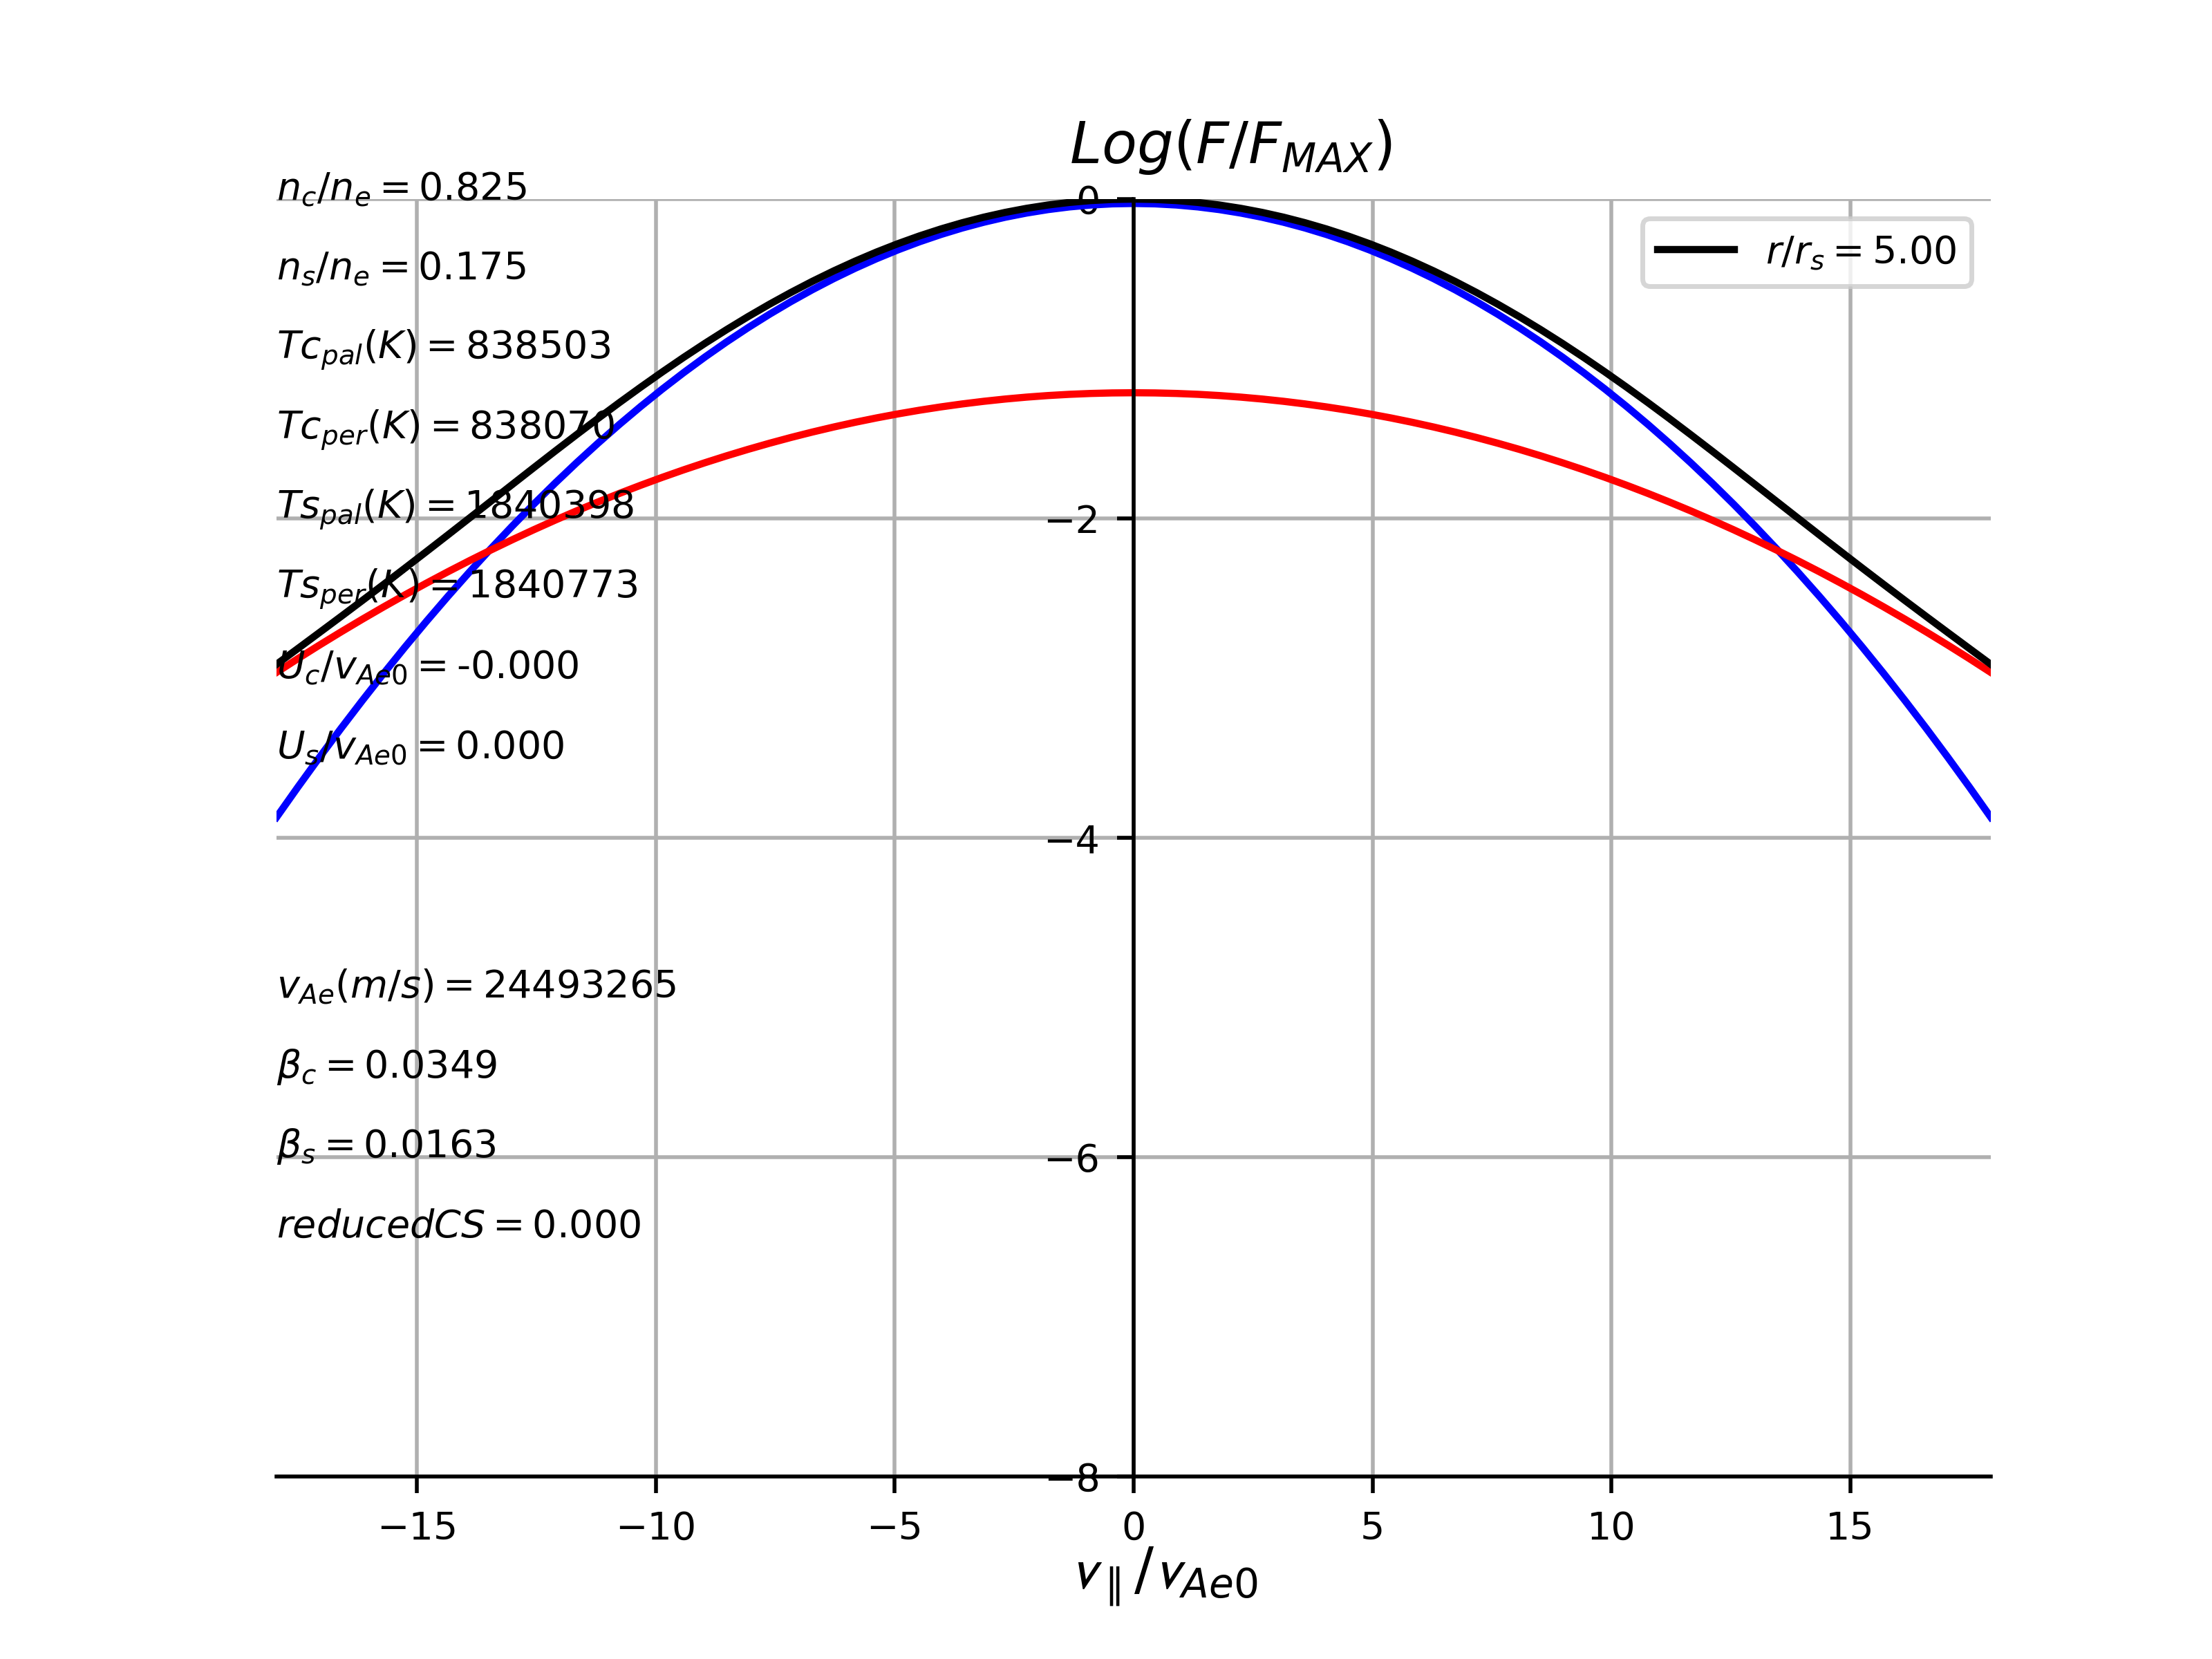 Log(F/F_MAX)
n_c/n_e = 0.825
0
r/r_s = 5.00
n_s/n_e = 0.175
Tc_pal(K) = 838503
Tc_per(K) = 838070
Ts_pal(K) = 1840398
−2
Ts_per(K) = 1840773
U_c/v_Ae0 = -0.000
U_s/v_Ae0 = 0.000
−4
v_Ae(m/s) = 24493265
β_c = 0.0349
β_s = 0.0163
−6
reducedCS = 0.000
−8
−15 −10 −5 0 5 10 15
v_∥/v_Ae0